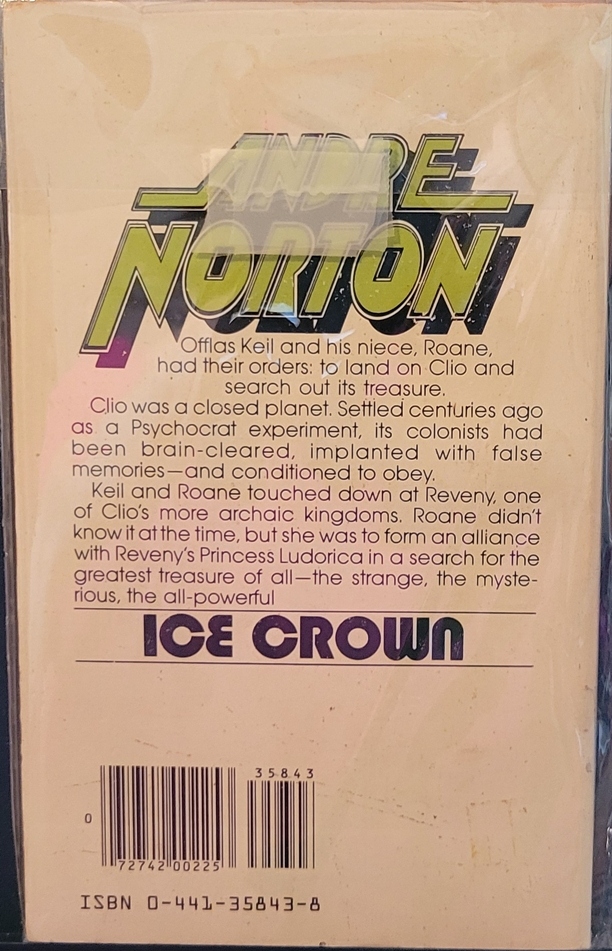 ANDRE
NORTON
Offlas Keil and his niece, Roane,
had their orders: to land on Clio and
search out its treasure.
Clio was a closed planet. Settled centuries ago
as a Psychocrat experiment, its colonists had
been brain-cleared, implanted with false
memories—and conditioned to obey.
Keil and Roane touched down at Reveny, one
of Clio's more archaic kingdoms. Roane didn't
know it at the time, but she was to form an alliance
with Reveny's Princess Ludorica in a search for the
greatest treasure of all—the strange, the myste-
rious, the all-powerful
ICE CROWN
35843
0
72742 00225
ISBN 0-441-35843-8